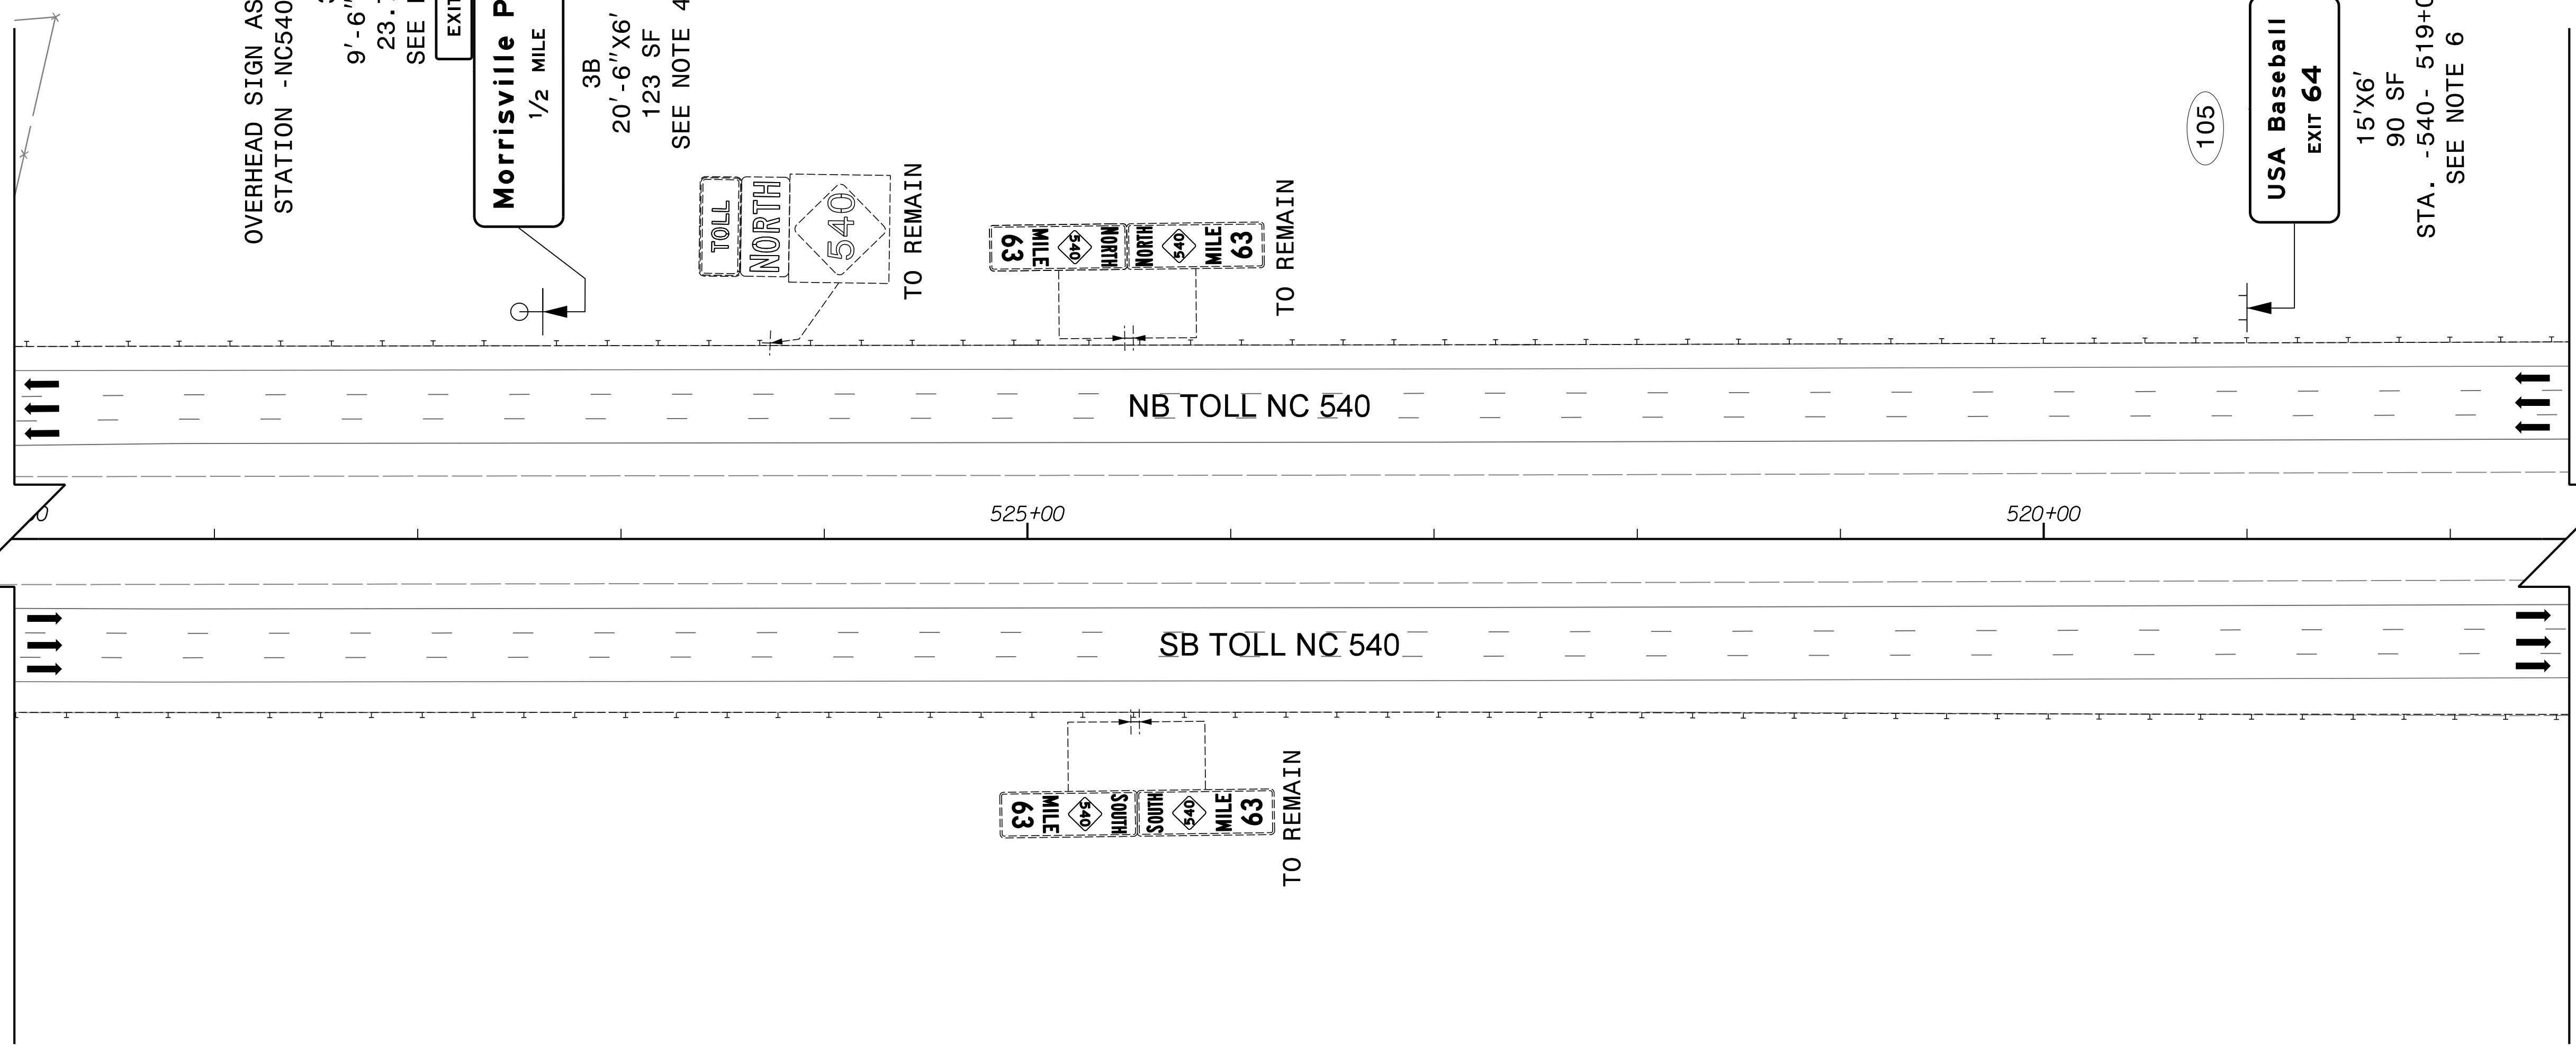 OVERHEAD SIGN AS
STATION -NC540
9'-6"
23.
SEE
EXIT
Morrisville P
1/2 MILE
3B
20'-6"X6'
123 SF
SEE NOTE 4
TOLL
NORTH
540
TO REMAIN
63
MILE
540
NORTH
NORTH
540
MILE
63
TO REMAIN
105
USA Baseball
EXIT 64
15'X6'
90 SF
STA. -540- 519+0
SEE NOTE 6
NB TOLL NC 540
525+00
520+00
SB TOLL NC 540
63
MILE
540
SOUTH
SOUTH
540
MILE
63
TO REMAIN